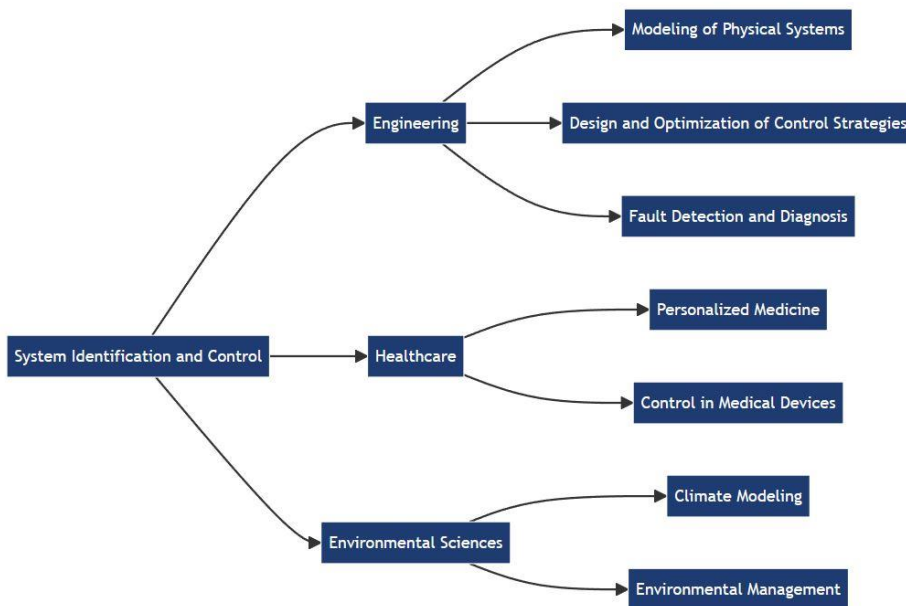 Modeling of Physical Systems
Engineering
Design and Optimization of Control Strategies
Fault Detection and Diagnosis
Personalized Medicine
System Identification and Control
Healthcare
Control in Medical Devices
Climate Modeling
Environmental Sciences
Environmental Management